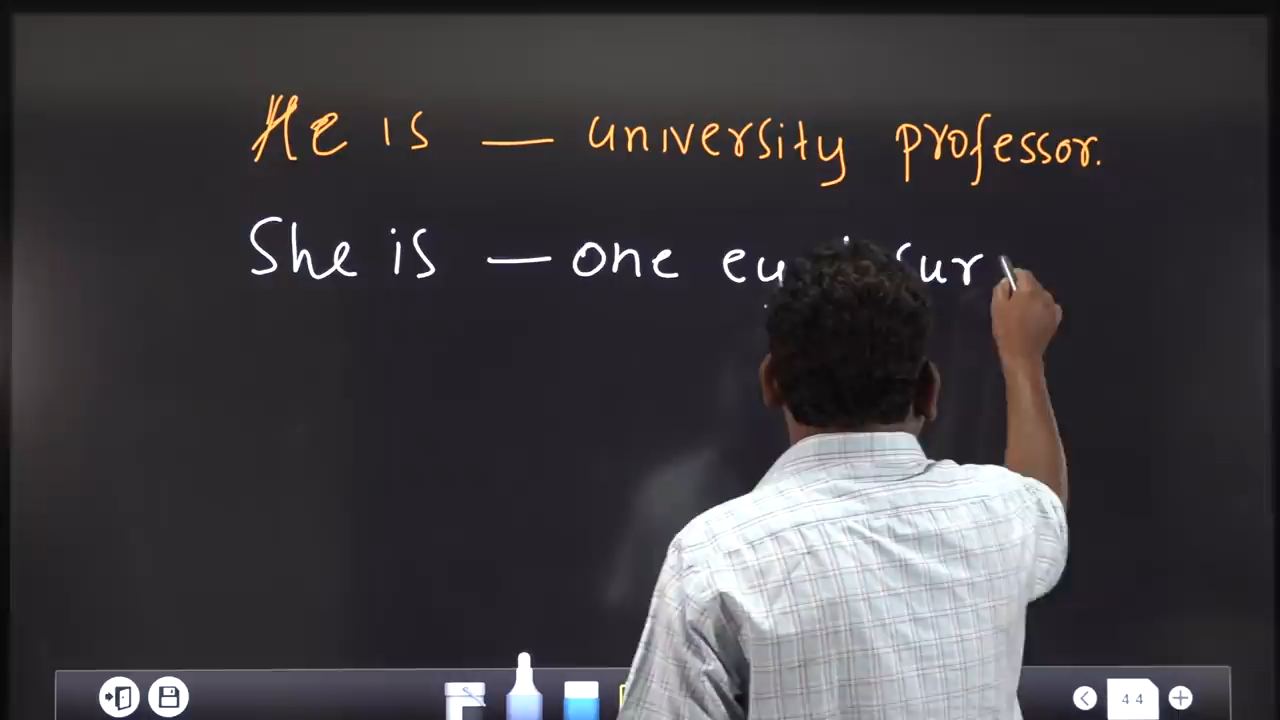 He is — university professor.
She is — one
44